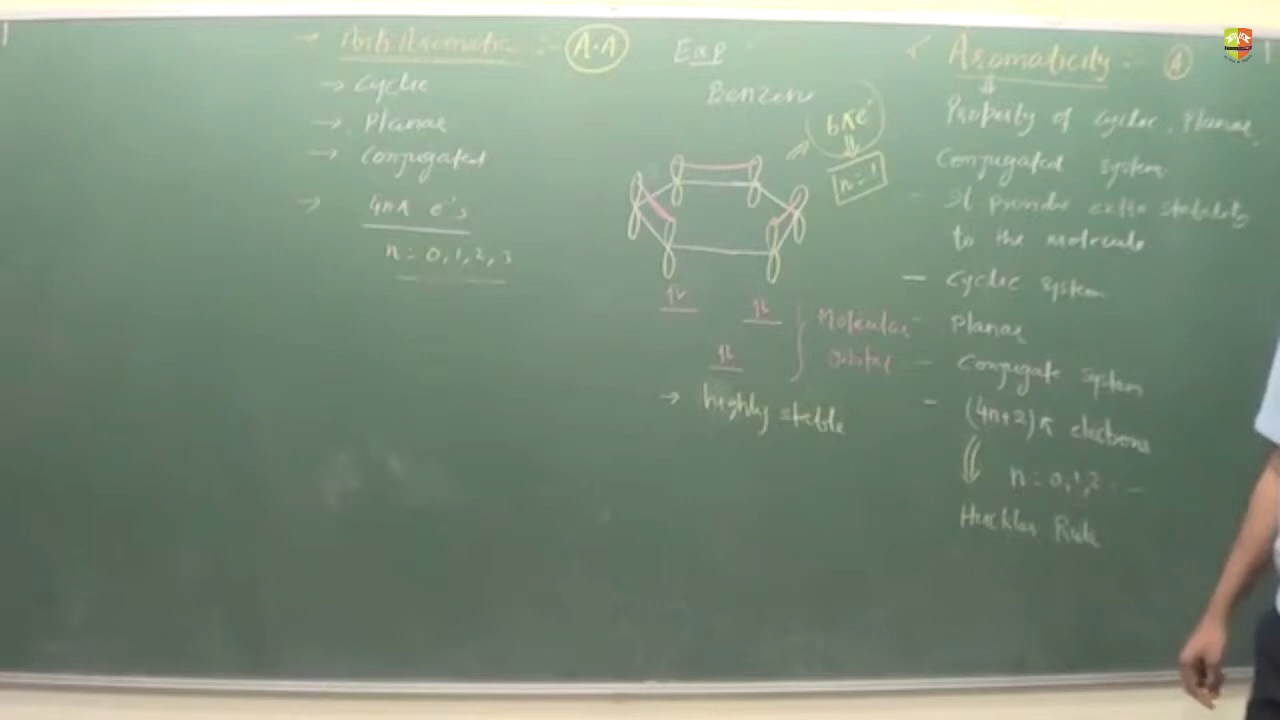 → Anti Aromatic :- A.A
→ Cyclic
→ Planar
→ Conjugated
→ 4nπ e's
n = 0, 1, 2, 3
Exp
Benzene
6πe⁻
n=1
Molecular
orbital
→ highly stable
Aromaticity :- A
Property of cyclic, Planar,
Conjugated system
- It provide extra stability
to the molecule
- Cyclic system
- Planar
- Conjugate system
- (4n+2)π electrons
n = 0,1,2 . --
Huckles Rule